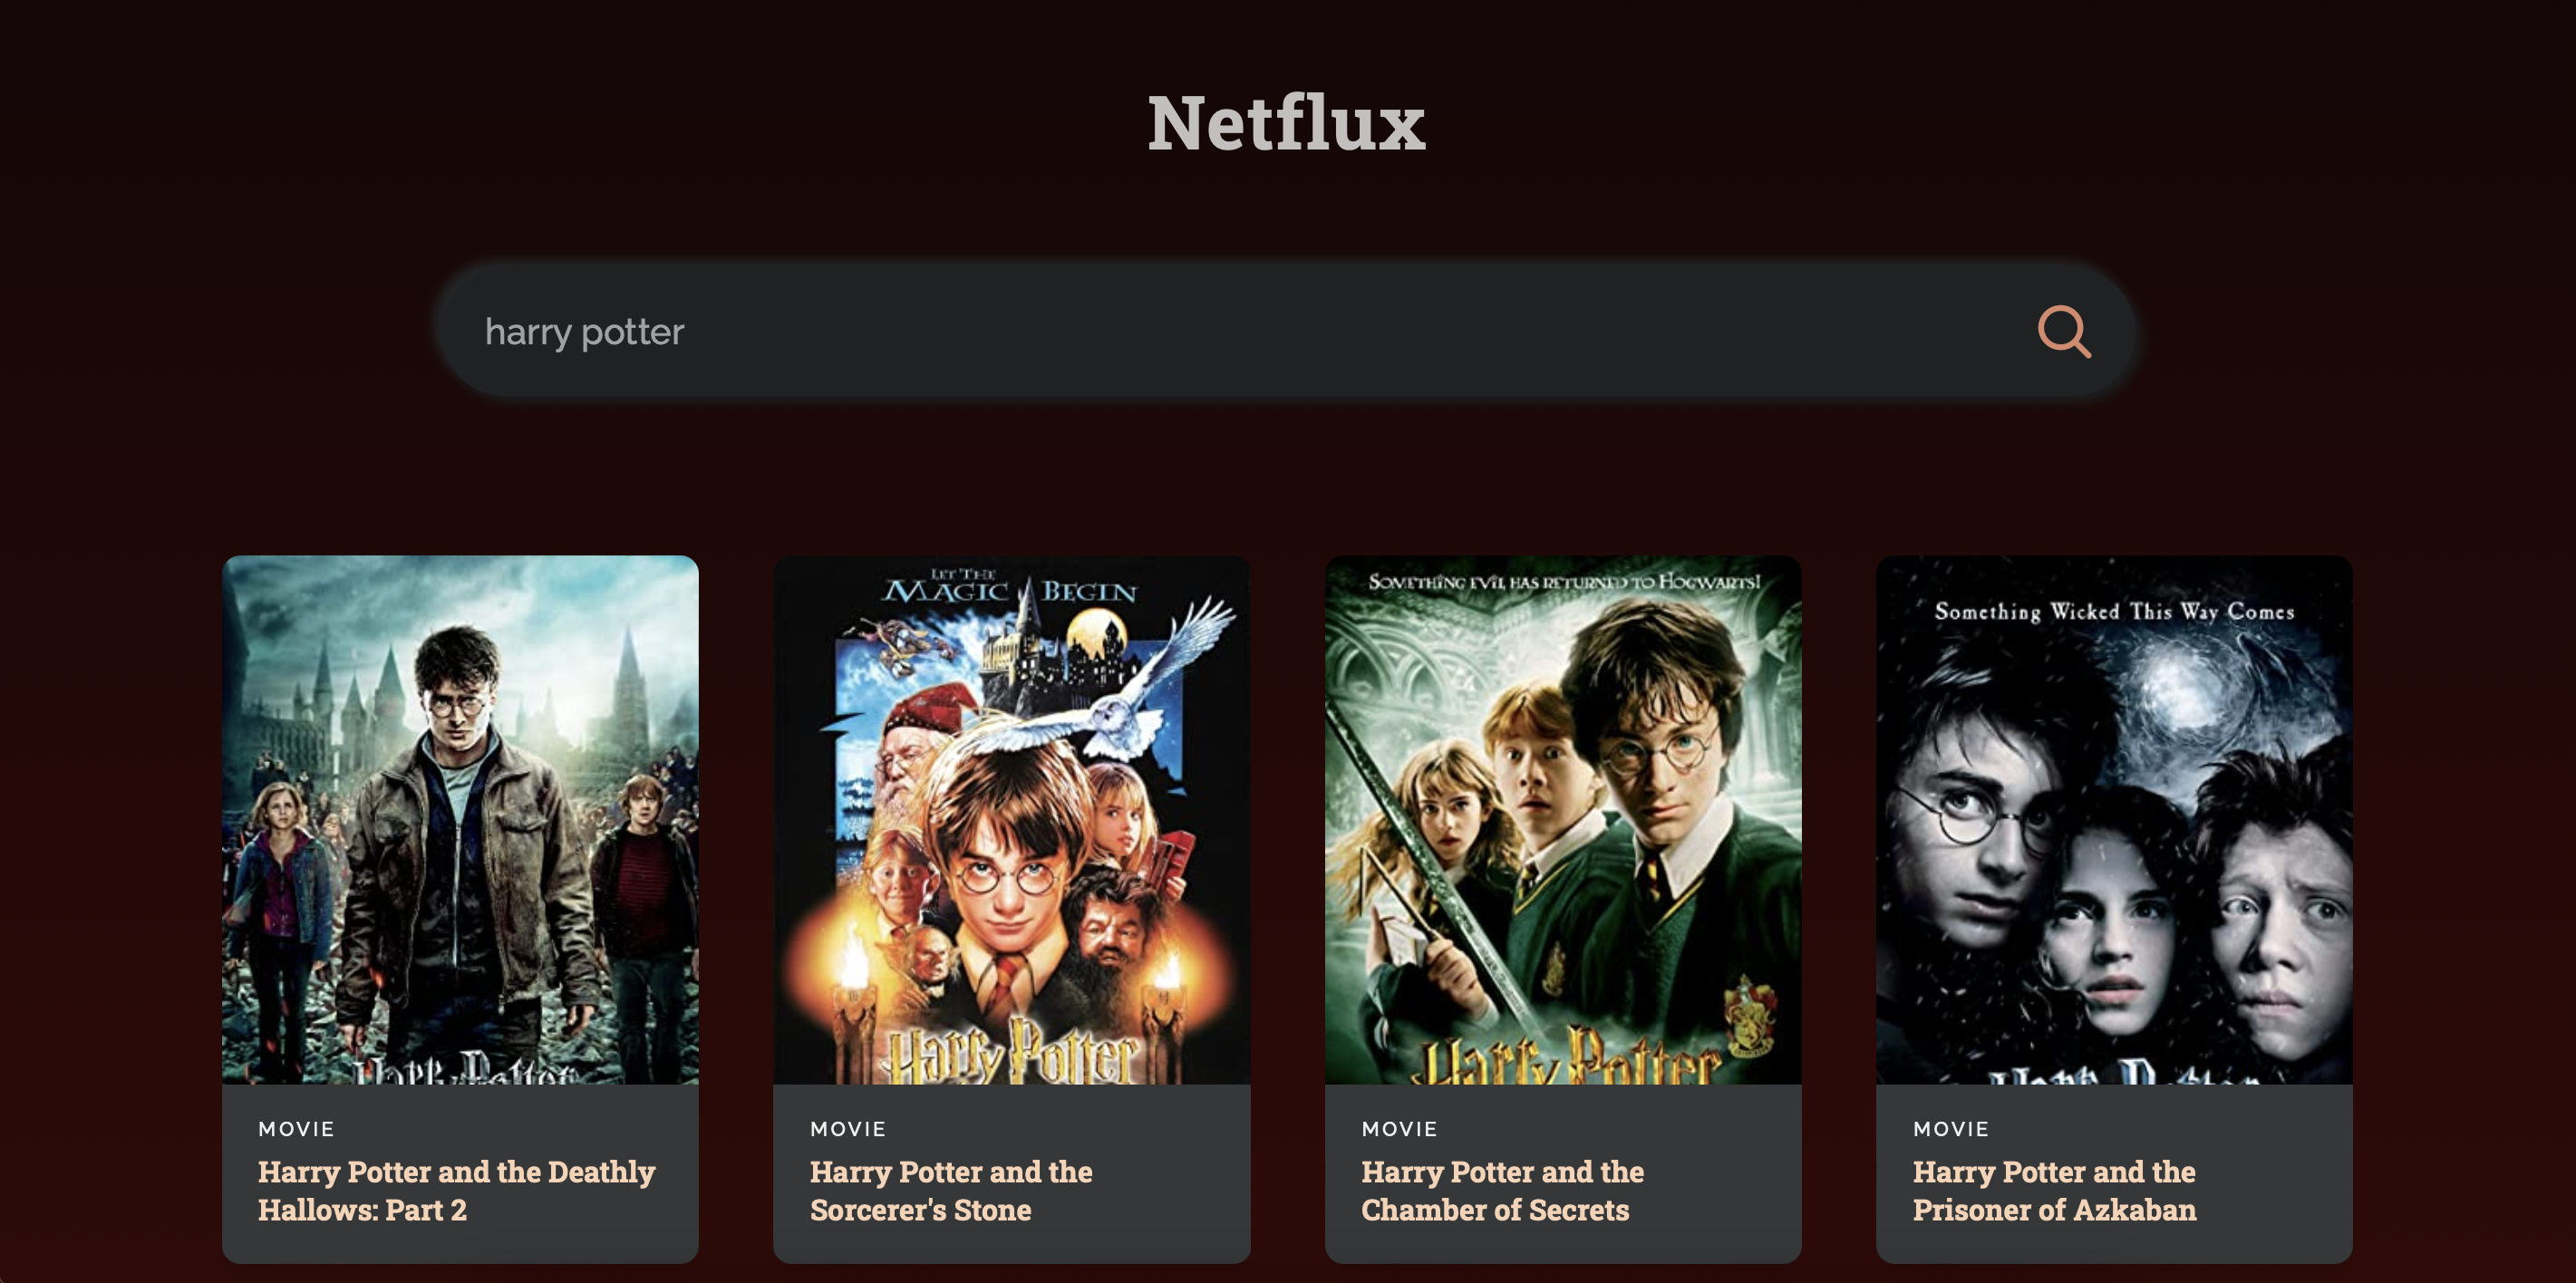 Netflux
harry potter
LET THE
MAGIC BEGIN
Harry Potter
MOVIE
Harry Potter and the Deathly
Hallows: Part 2
Harry Potter
MOVIE
Harry Potter and the
Sorcerer's Stone
SOMETHING EVIL HAS RETURNED TO HOGWARTS!
Harry Potter
MOVIE
Harry Potter and the
Chamber of Secrets
Something Wicked This Way Comes
Harry Potter
MOVIE
Harry Potter and the
Prisoner of Azkaban